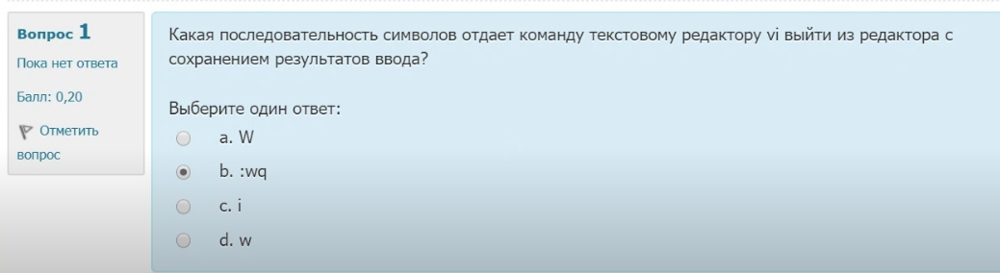 Вопрос 1
Пока нет ответа
Балл: 0,20
Отметить
вопрос
Какая последовательность символов отдает команду текстовому редактору vi выйти из редактора с
сохранением результатов ввода?
Выберите один ответ:
a. W
b. :wq
c. i
d. w